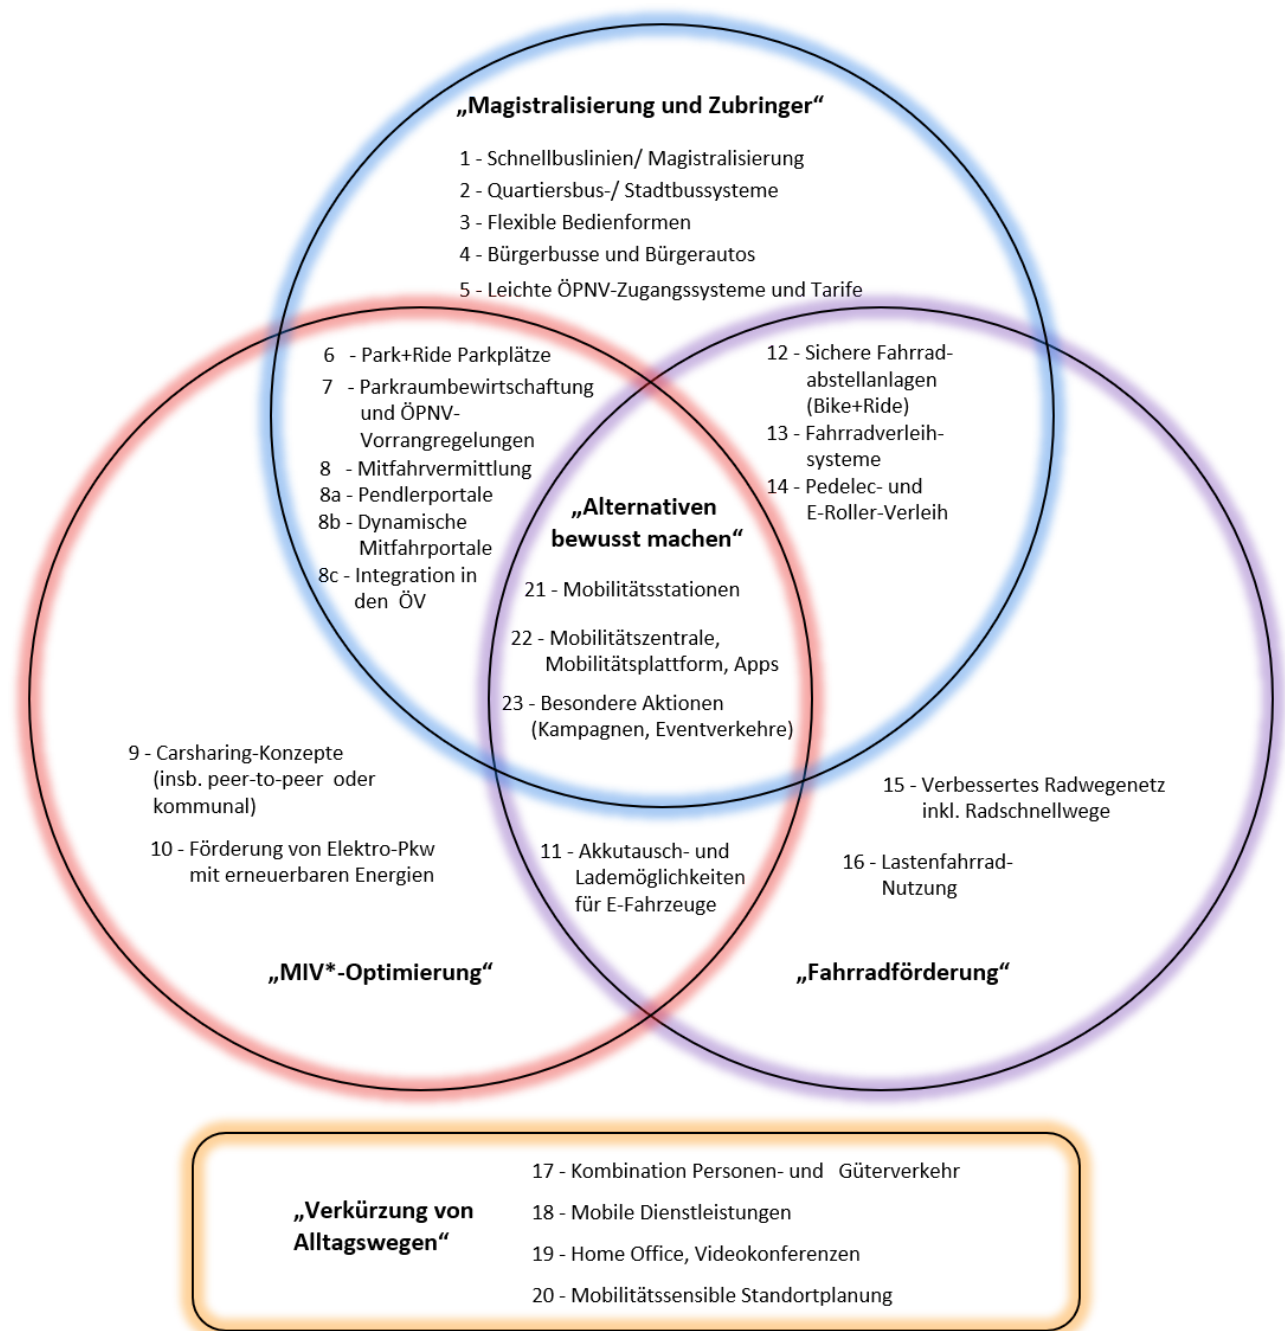 „Magistralisierung und Zubringer“
1 - Schnellbuslinien/ Magistralisierung
2 - Quartiersbus-/ Stadtbussysteme
3 - Flexible Bedienformen
4 - Bürgerbusse und Bürgerautos
5 - Leichte ÖPNV-Zugangssysteme und Tarife
6 - Park+Ride Parkplätze
7 - Parkraumbewirtschaftung
und ÖPNV-
Vorrangregelungen
8 - Mitfahrvermittlung
8a - Pendlerportale
8b - Dynamische
Mitfahrportale
8c - Integration in
den ÖV
12 - Sichere Fahrrad-
abstellanlagen
(Bike+Ride)
13 - Fahrradverleih-
systeme
14 - Pedelec- und
E-Roller-Verleih
„Alternativen
bewusst machen“
21 - Mobilitätsstationen
22 - Mobilitätszentrale,
Mobilitätsplattform, Apps
23 - Besondere Aktionen
(Kampagnen, Eventverkehre)
9 - Carsharing-Konzepte
(insb. peer-to-peer oder
kommunal)
10 - Förderung von Elektro-Pkw
mit erneuerbaren Energien
11 - Akkutausch- und
Lademöglichkeiten
für E-Fahrzeuge
15 - Verbessertes Radwegenetz
inkl. Radschnellwege
16 - Lastenfahrrad-
Nutzung
„MIV*-Optimierung“
„Fahrradförderung“
„Verkürzung von
Alltagswegen“
17 - Kombination Personen- und Güterverkehr
18 - Mobile Dienstleistungen
19 - Home Office, Videokonferenzen
20 - Mobilitätssensible Standortplanung